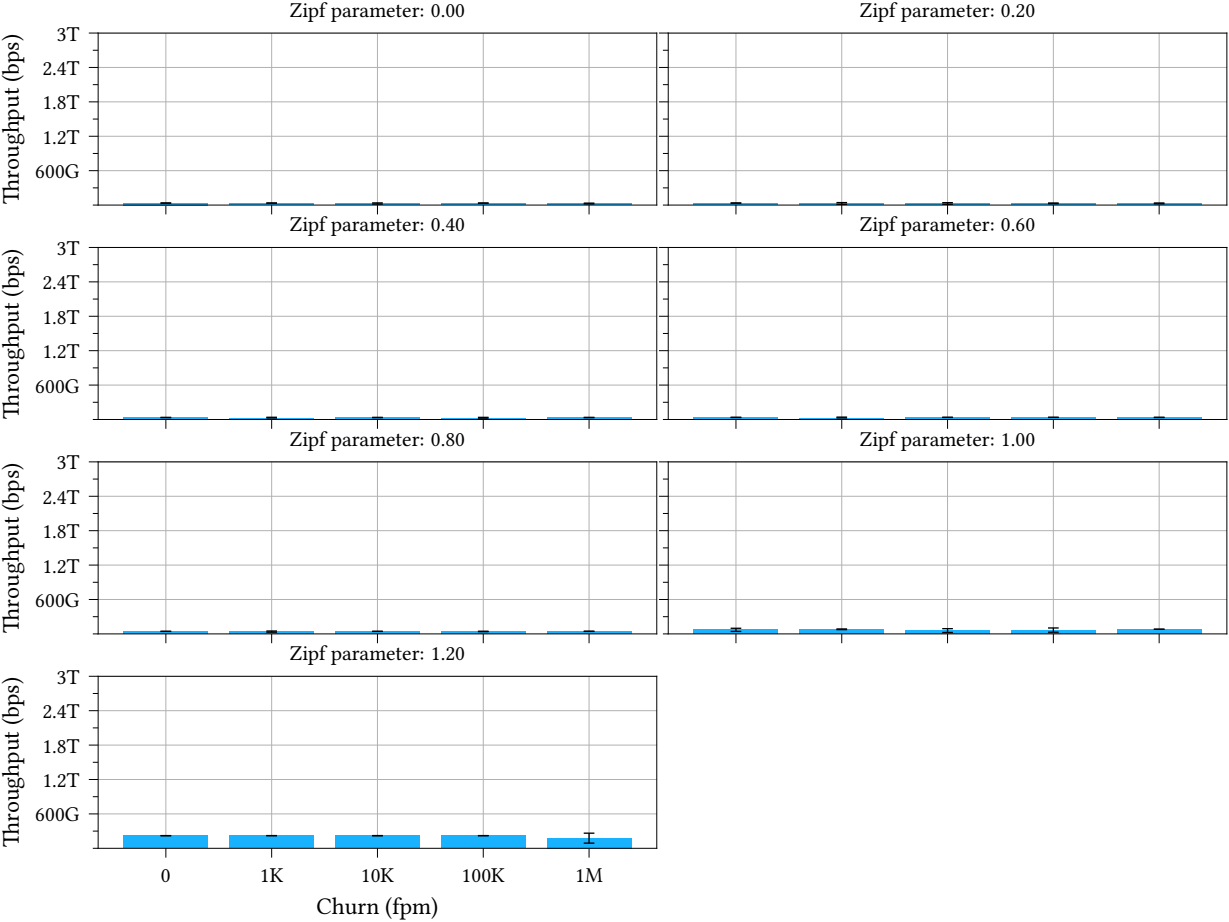 Zipf parameter: 0.00
Zipf parameter: 0.20
3T
2.4T
1.8T
1.2T
600G
Throughput (bps)
Zipf parameter: 0.40
Zipf parameter: 0.60
3T
2.4T
1.8T
1.2T
600G
Throughput (bps)
Zipf parameter: 0.80
Zipf parameter: 1.00
3T
2.4T
1.8T
1.2T
600G
Throughput (bps)
Zipf parameter: 1.20
3T
2.4T
1.8T
1.2T
600G
Throughput (bps)
0 1K 10K 100K 1M
Churn (fpm)